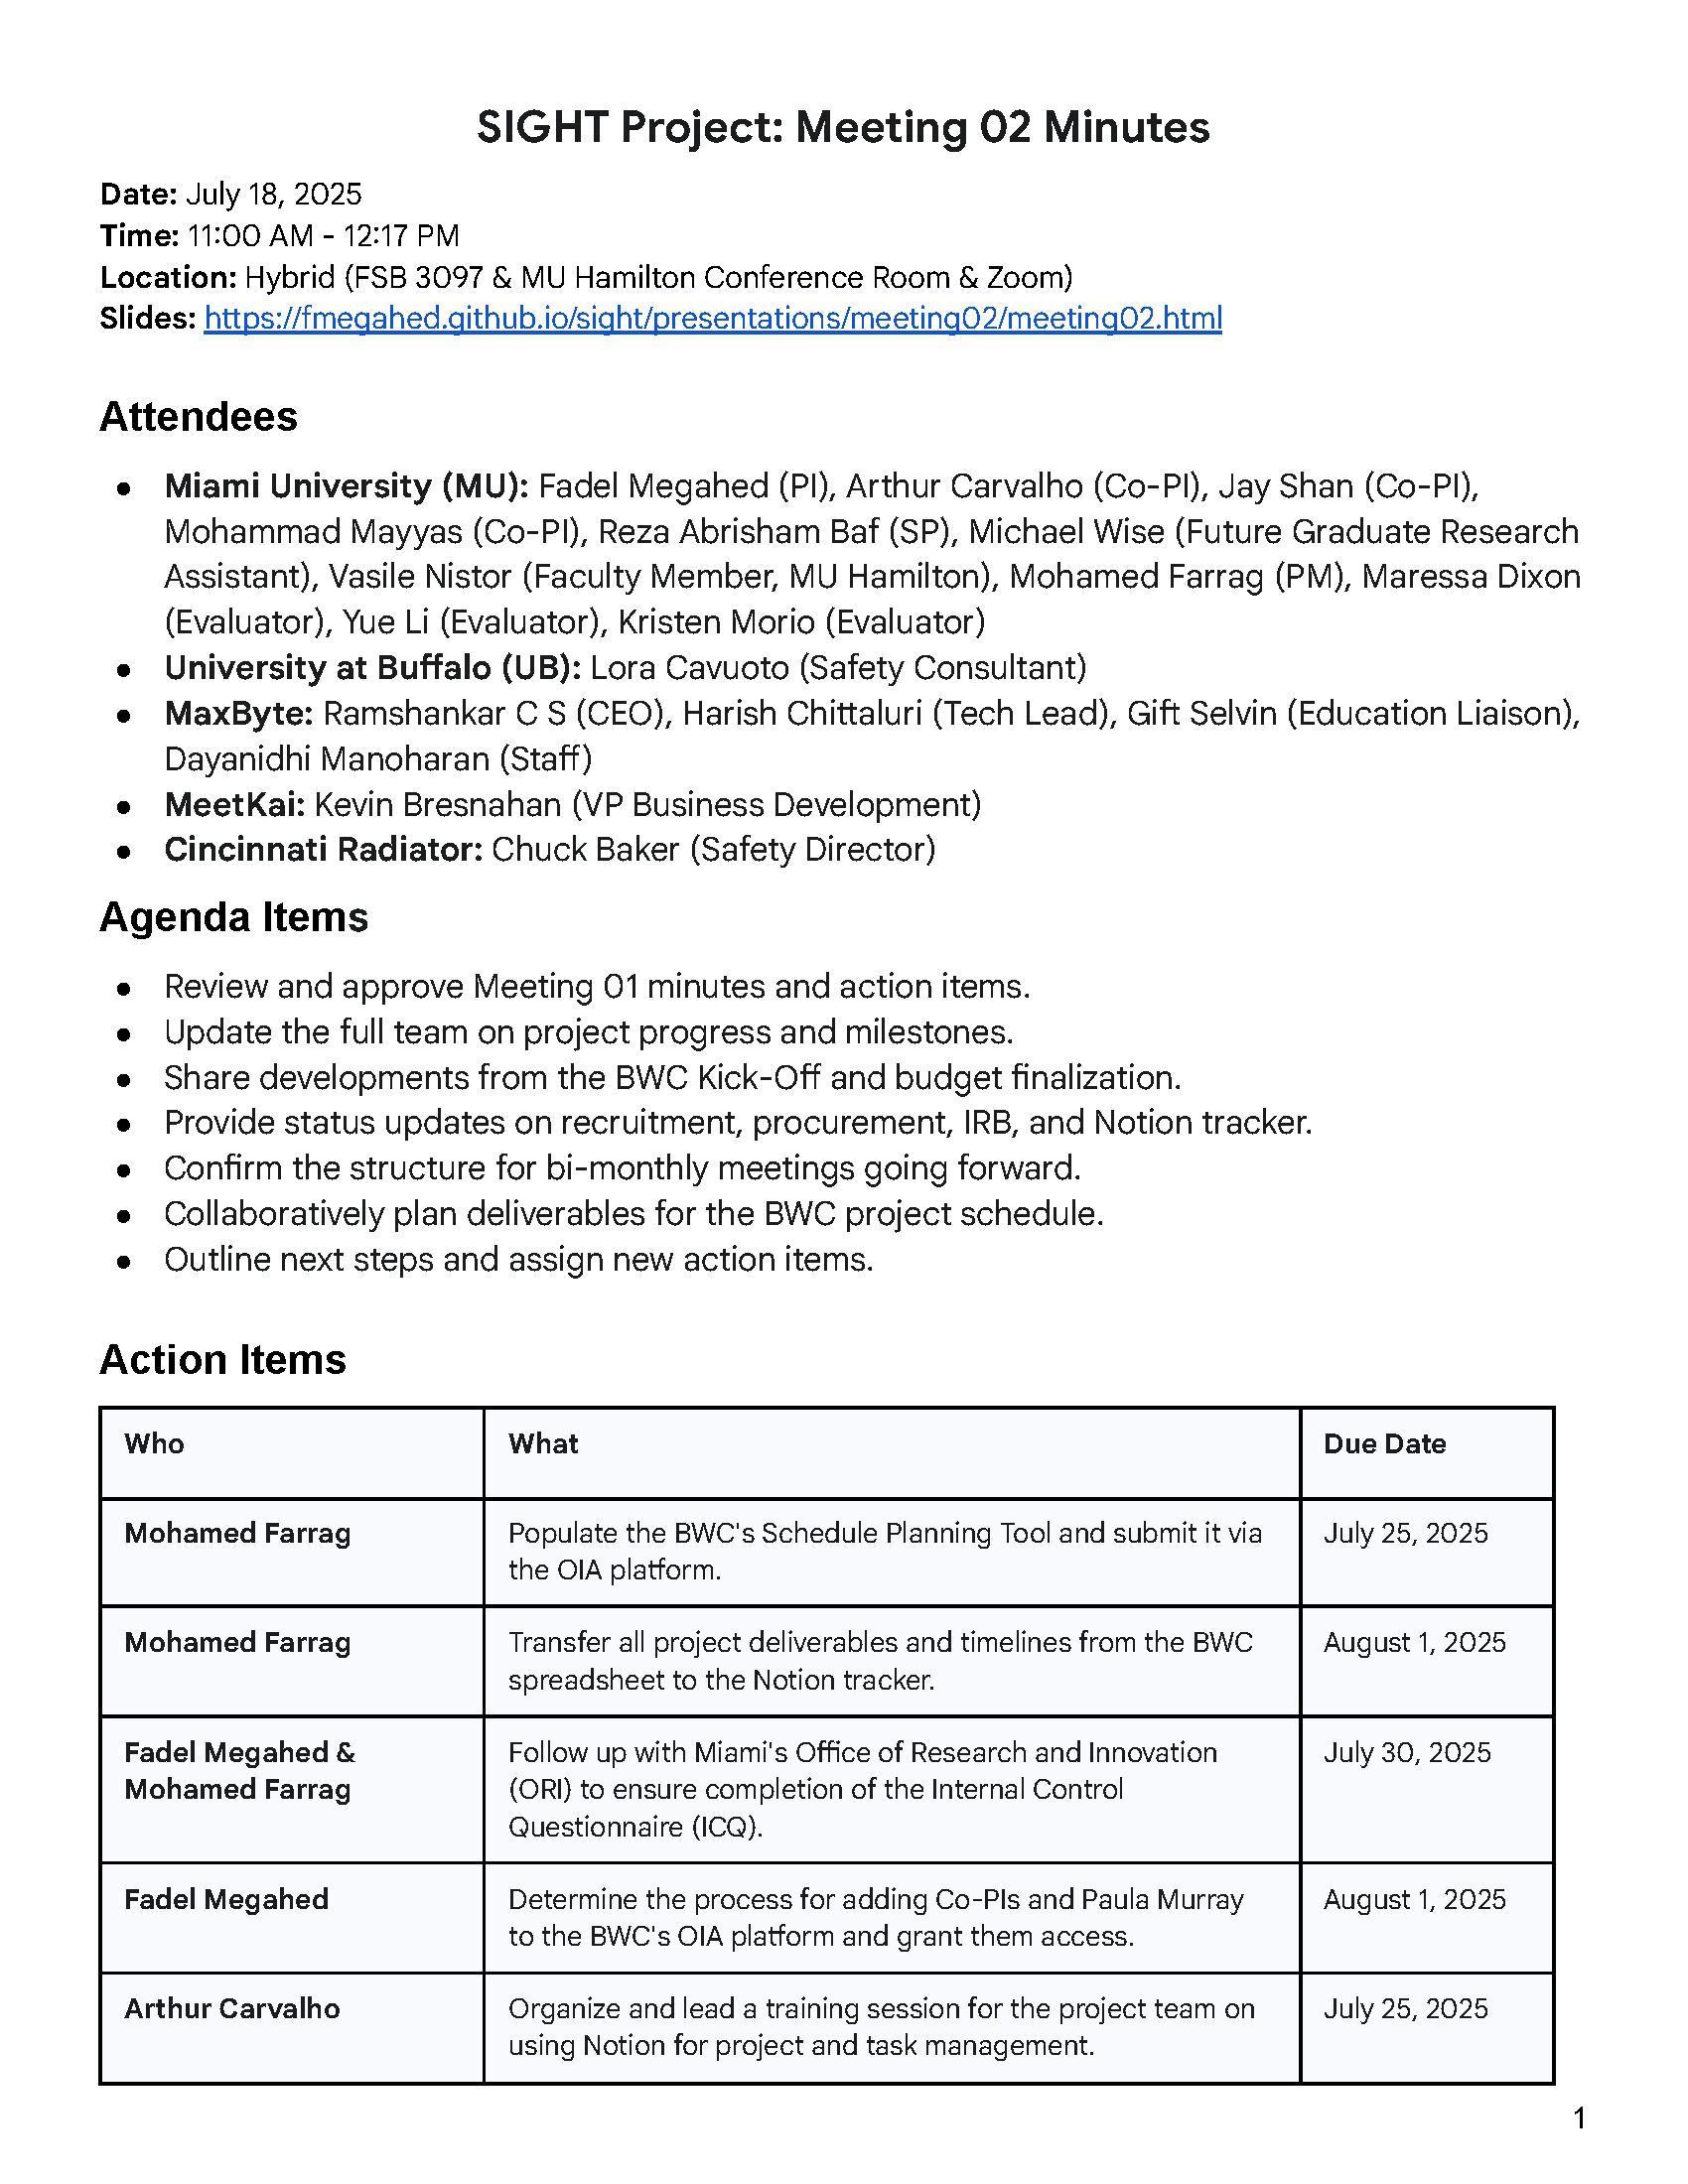 SIGHT Project: Meeting 02 Minutes
Date: July 18, 2025
Time: 11:00 AM - 12:17 PM
Location: Hybrid (FSB 3097 & MU Hamilton Conference Room & Zoom)
Slides: https://fmegahed.github.io/sight/presentations/meeting02/meeting02.html
Attendees
● Miami University (MU): Fadel Megahed (PI), Arthur Carvalho (Co-PI), Jay Shan (Co-PI),
Mohammad Mayyas (Co-PI), Reza Abrisham Baf (SP), Michael Wise (Future Graduate Research
Assistant), Vasile Nistor (Faculty Member, MU Hamilton), Mohamed Farrag (PM), Maressa Dixon
(Evaluator), Yue Li (Evaluator), Kristen Morio (Evaluator)
● University at Buffalo (UB): Lora Cavuoto (Safety Consultant)
● MaxByte: Ramshankar C S (CEO), Harish Chittaluri (Tech Lead), Gift Selvin (Education Liaison),
Dayanidhi Manoharan (Staff)
● MeetKai: Kevin Bresnahan (VP Business Development)
● Cincinnati Radiator: Chuck Baker (Safety Director)
Agenda Items
● Review and approve Meeting 01 minutes and action items.
● Update the full team on project progress and milestones.
● Share developments from the BWC Kick-Off and budget finalization.
● Provide status updates on recruitment, procurement, IRB, and Notion tracker.
● Confirm the structure for bi-monthly meetings going forward.
● Collaboratively plan deliverables for the BWC project schedule.
● Outline next steps and assign new action items.
Action Items
Who What Due Date
Mohamed Farrag Populate the BWC's Schedule Planning Tool and submit it via July 25, 2025
the OIA platform.
Mohamed Farrag Transfer all project deliverables and timelines from the BWC August 1, 2025
spreadsheet to the Notion tracker.
Fadel Megahed & Follow up with Miami's Office of Research and Innovation July 30, 2025
Mohamed Farrag (ORI) to ensure completion of the Internal Control
Questionnaire (ICQ).
Fadel Megahed Determine the process for adding Co-PIs and Paula Murray August 1, 2025
to the BWC's OIA platform and grant them access.
Arthur Carvalho Organize and lead a training session for the project team on July 25, 2025
using Notion for project and task management.
1